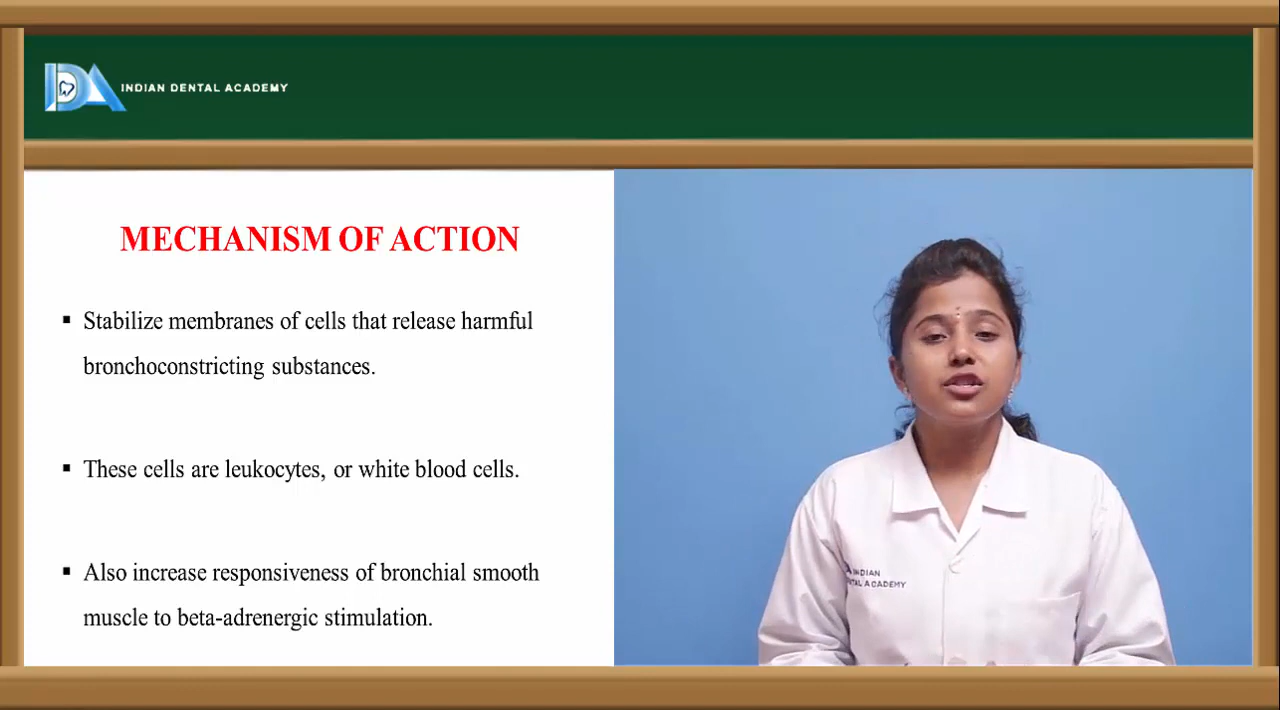 INDIAN DENTAL ACADEMY
MECHANISM OF ACTION
▪ Stabilize membranes of cells that release harmful
bronchoconstricting substances.
▪ These cells are leukocytes, or white blood cells.
▪ Also increase responsiveness of bronchial smooth
muscle to beta-adrenergic stimulation.
INDIAN
ACADEMY